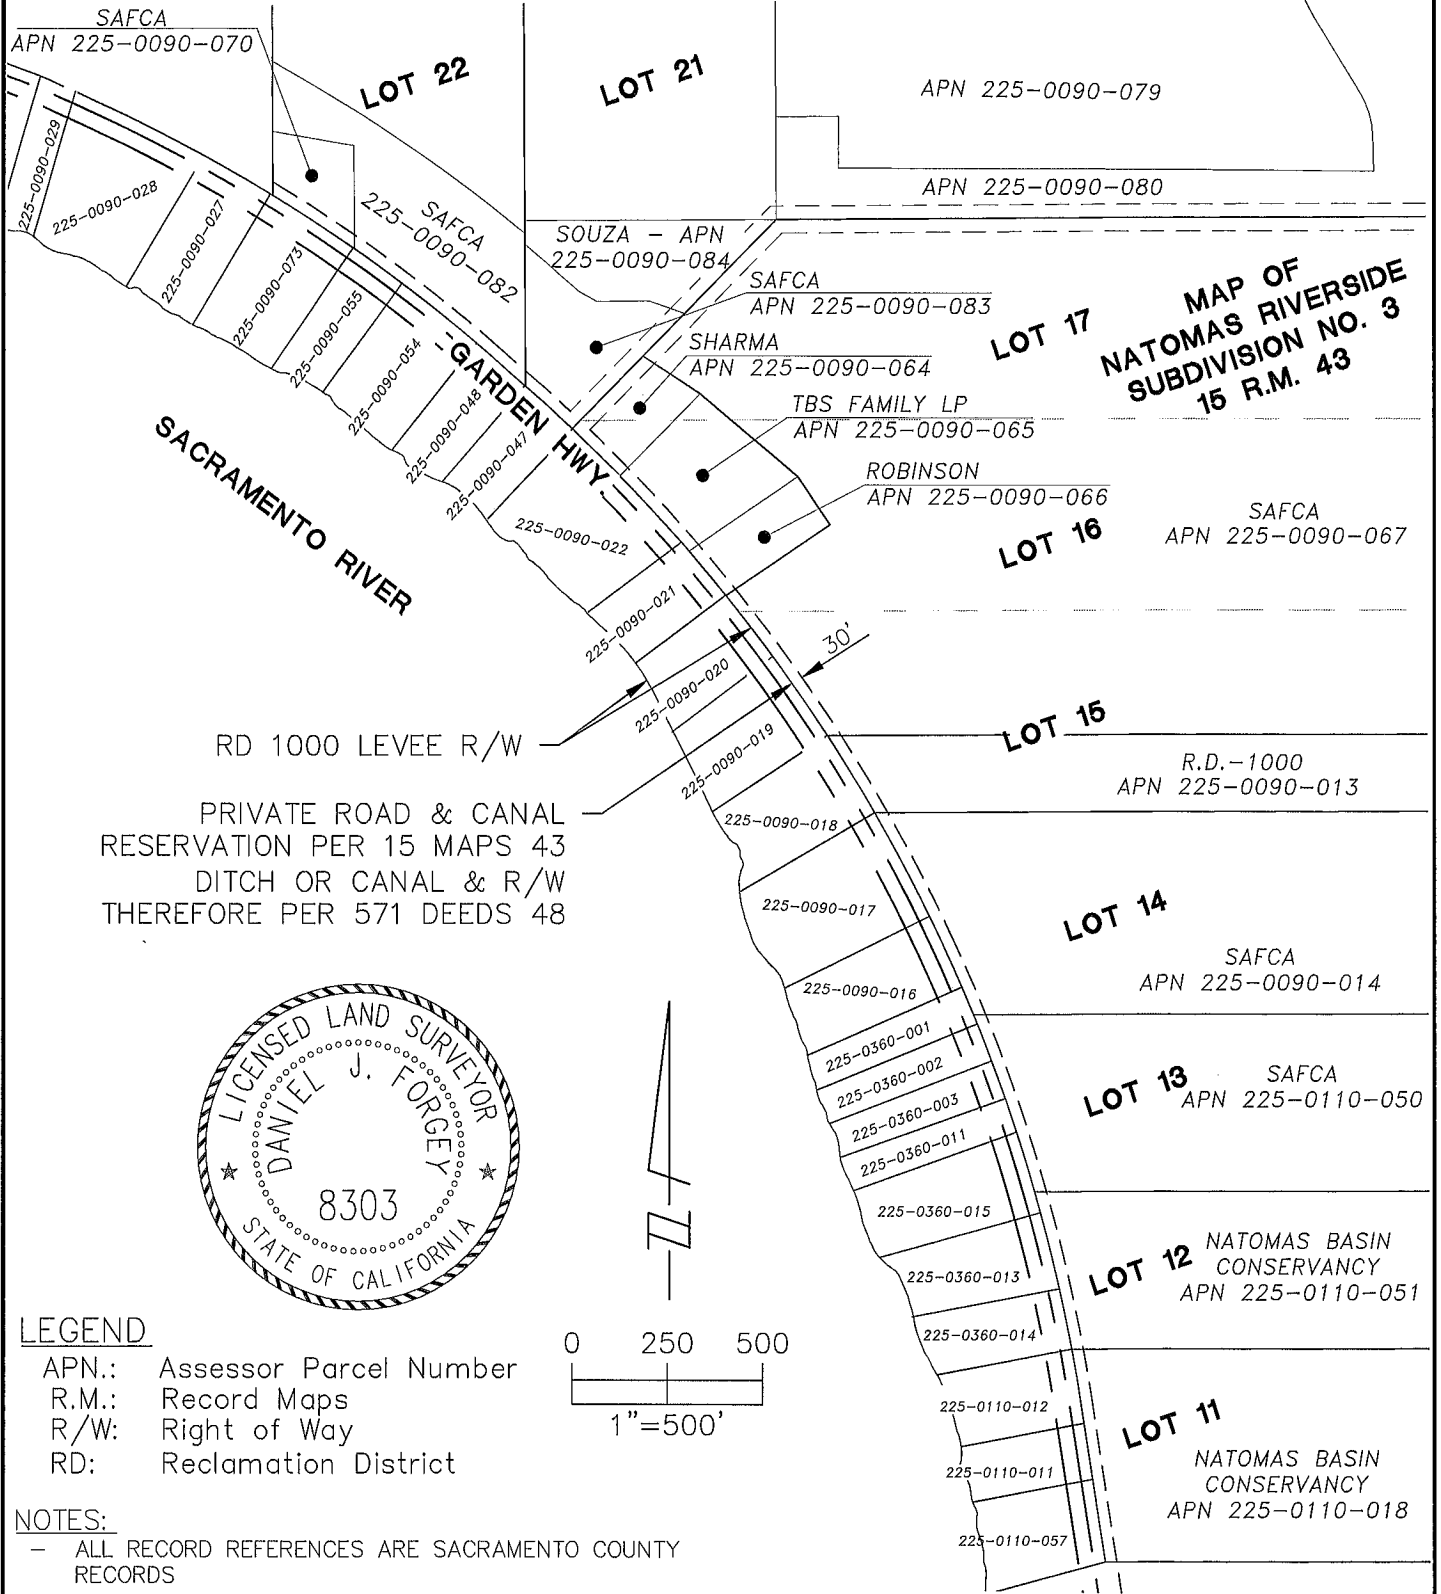 SAFCA
APN 225-0090-070
LOT 22
LOT 21
APN 225-0090-079
APN 225-0090-080
225-0090-029
225-0090-028
225-0090-027
225-0090-073
225-0090-055
225-0090-054
225-0090-048
225-0090-047
225-0090-022
225-0090-021
225-0090-020
225-0090-019
225-0090-018
225-0090-017
225-0090-016
225-0360-001
225-0360-002
225-0360-003
225-0360-011
225-0360-015
225-0360-013
225-0360-014
225-0110-012
225-0110-011
225-0110-057
SAFCA
225-0090-082
SOUZA - APN
225-0090-084
SAFCA
APN 225-0090-083
SHARMA
APN 225-0090-064
TBS FAMILY LP
APN 225-0090-065
ROBINSON
APN 225-0090-066
GARDEN HWY.
SACRAMENTO RIVER
LOT 17
MAP OF
NATOMAS RIVERSIDE
SUBDIVISION NO. 3
15 R.M. 43
LOT 16
SAFCA
APN 225-0090-067
30'
LOT 15
R.D.-1000
APN 225-0090-013
LOT 14
SAFCA
APN 225-0090-014
LOT 13
SAFCA
APN 225-0110-050
LOT 12
NATOMAS BASIN
CONSERVANCY
APN 225-0110-051
LOT 11
NATOMAS BASIN
CONSERVANCY
APN 225-0110-018
RD 1000 LEVEE R/W
PRIVATE ROAD & CANAL
RESERVATION PER 15 MAPS 43
DITCH OR CANAL & R/W
THEREFORE PER 571 DEEDS 48
LICENSED LAND SURVEYOR
DANIEL J. FORGEY
8303
STATE OF CALIFORNIA
N
LEGEND
APN.: Assessor Parcel Number
R.M.: Record Maps
R/W: Right of Way
RD: Reclamation District
0 250 500
1"=500'
NOTES:
- ALL RECORD REFERENCES ARE SACRAMENTO COUNTY
RECORDS